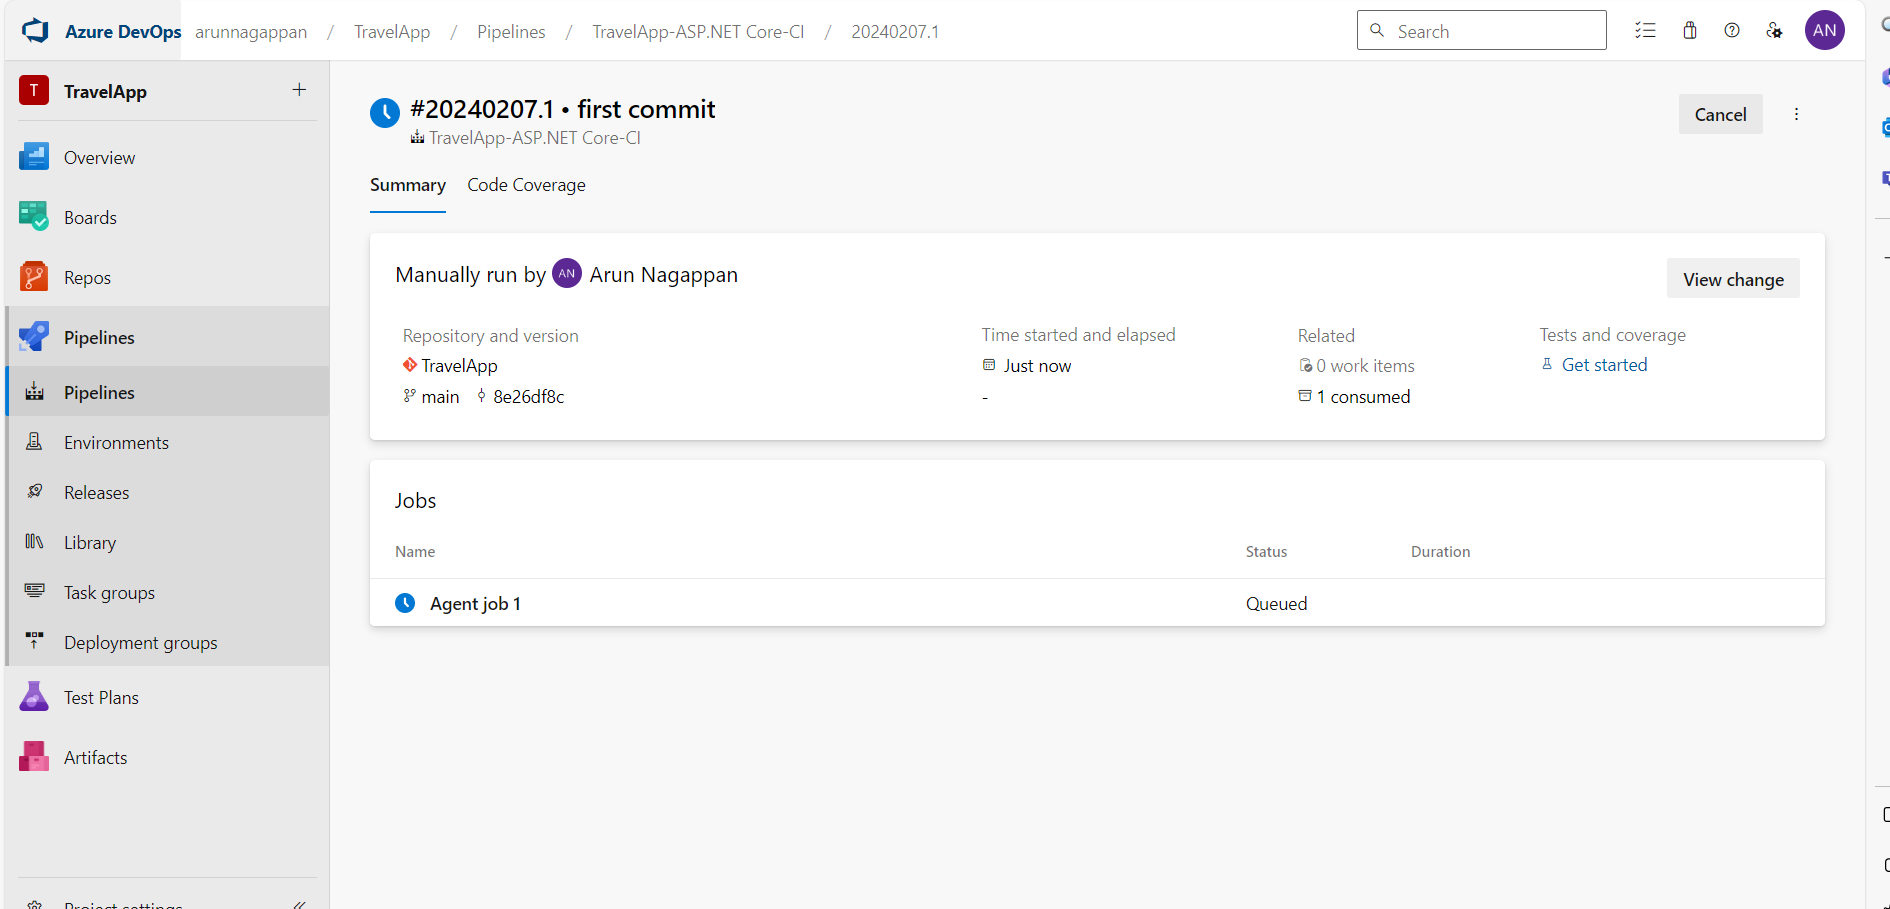 Azure DevOps arunnagappan / TravelApp / Pipelines / TravelApp-ASP.NET Core-CI / 20240207.1
Search
AN
T TravelApp
Overview
Boards
Repos
Pipelines
Pipelines
Environments
Releases
Library
Task groups
Deployment groups
Test Plans
Artifacts
Project settings
#20240207.1 • first commit
TravelApp-ASP.NET Core-CI
Cancel
Summary Code Coverage
Manually run by AN Arun Nagappan
View change
Repository and version
TravelApp
main 8e26df8c
Time started and elapsed
Just now
-
Related
0 work items
1 consumed
Tests and coverage
Get started
Jobs
Name Status Duration
Agent job 1 Queued